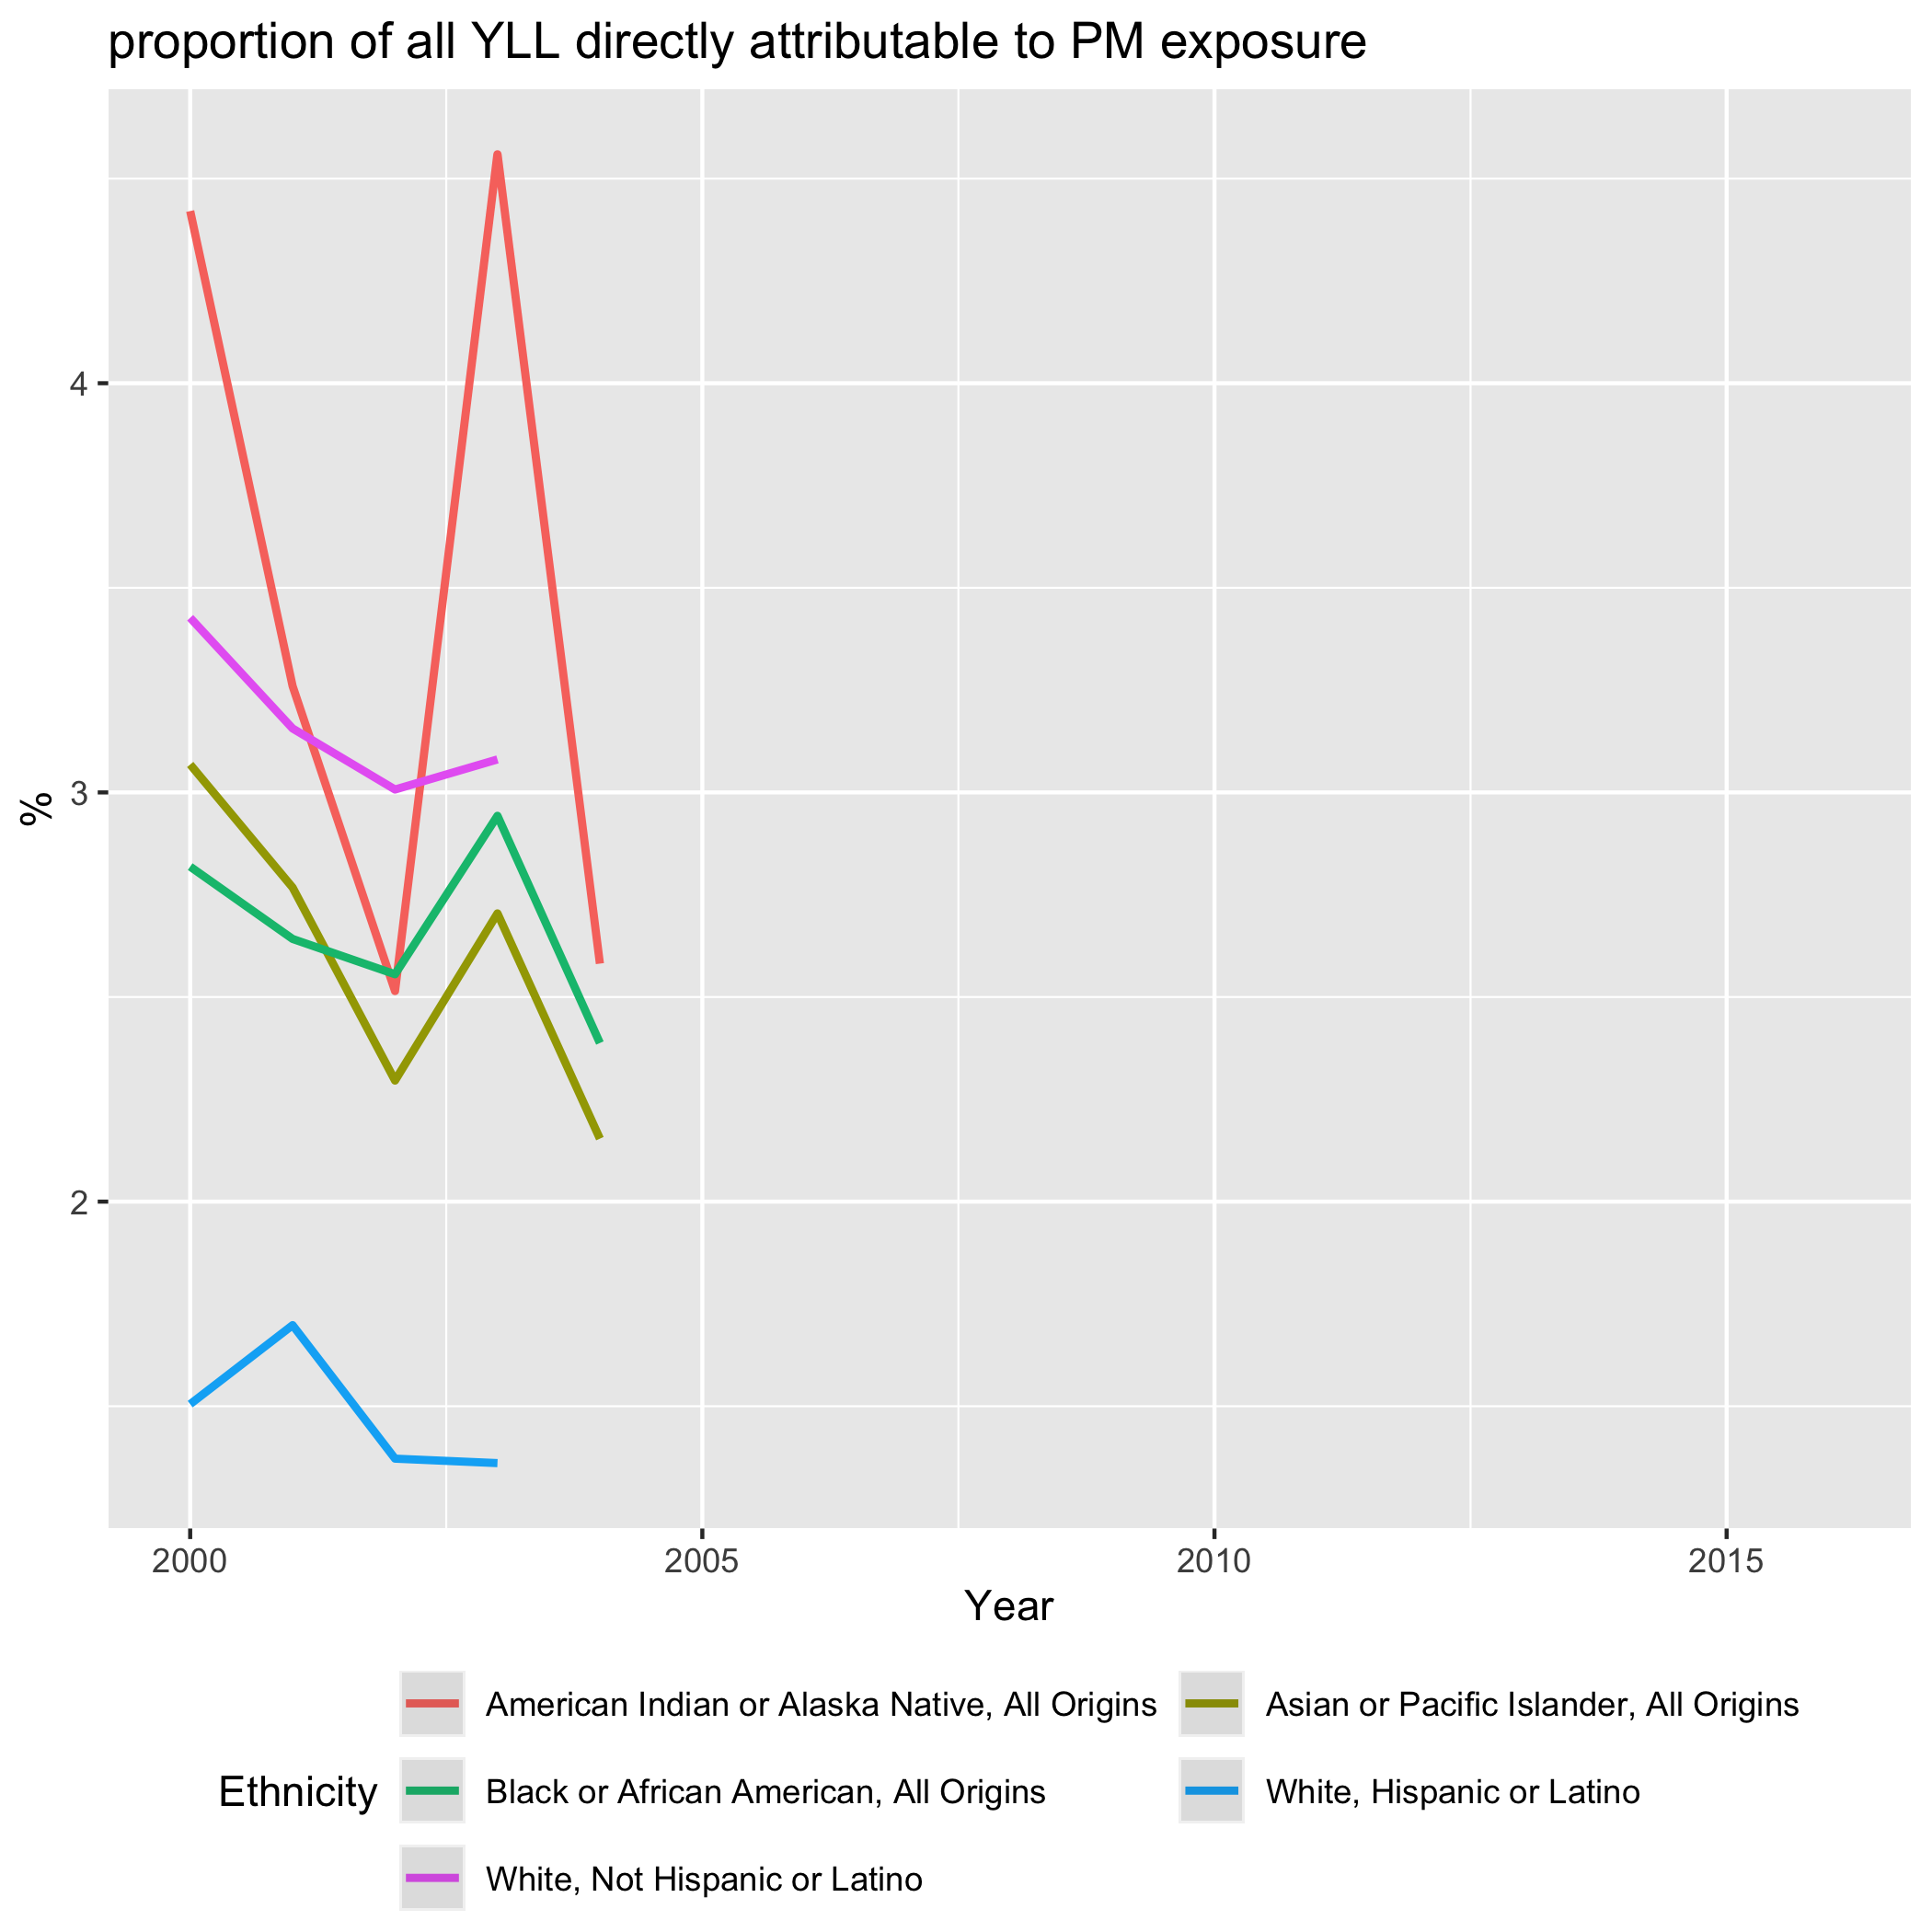 proportion of all YLL directly attributable to PM exposure
%
4
3
2
2000 2005 2010 2015
Year
Ethnicity
American Indian or Alaska Native, All Origins
Asian or Pacific Islander, All Origins
Black or African American, All Origins
White, Hispanic or Latino
White, Not Hispanic or Latino